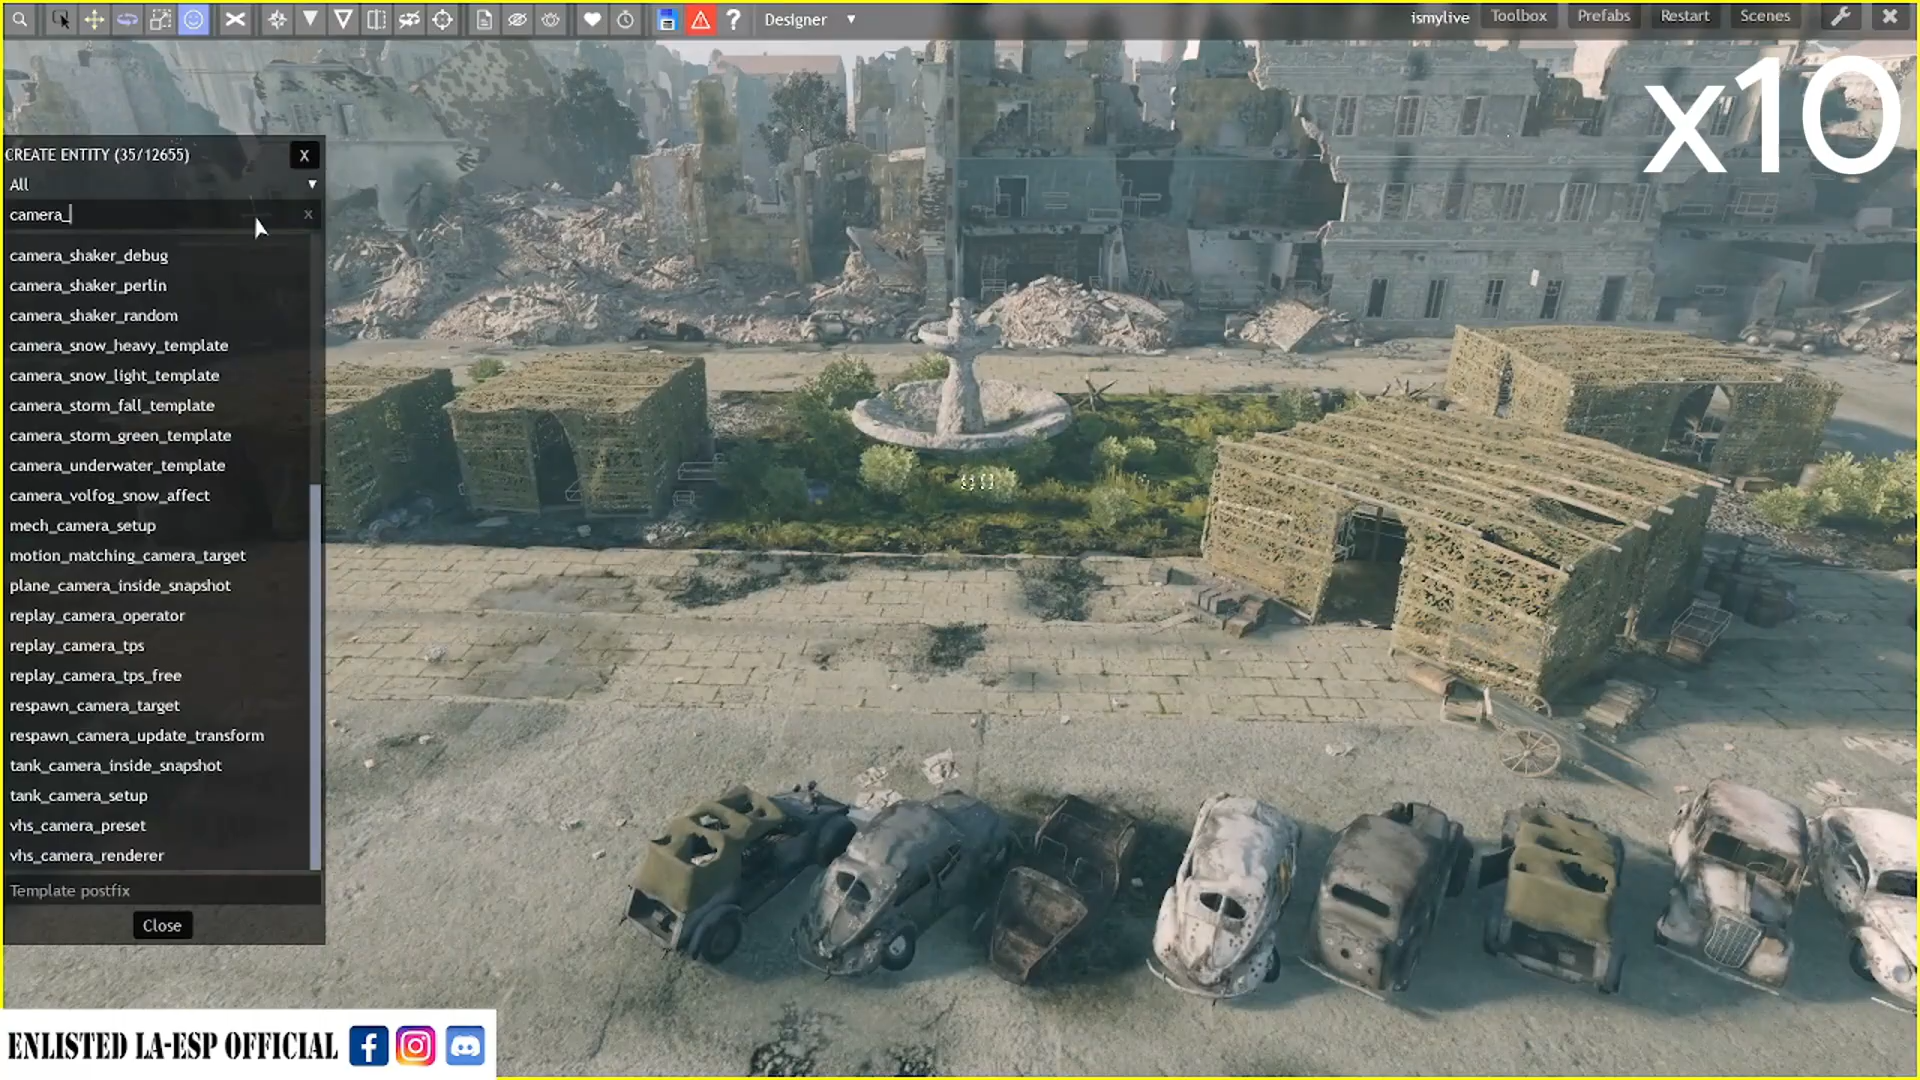 Designer
ismylive
Toolbox
Prefabs
Restart
Scenes
x10
CREATE ENTITY (35/12655)
X
All
camera_
x
camera_shaker_debug
camera_shaker_perlin
camera_shaker_random
camera_snow_heavy_template
camera_snow_light_template
camera_storm_fall_template
camera_storm_green_template
camera_underwater_template
camera_volfog_snow_affect
mech_camera_setup
motion_matching_camera_target
plane_camera_inside_snapshot
replay_camera_operator
replay_camera_tps
replay_camera_tps_free
respawn_camera_target
respawn_camera_update_transform
tank_camera_inside_snapshot
tank_camera_setup
vhs_camera_preset
vhs_camera_renderer
Template postfix
Close
ENLISTED LA-ESP OFFICIAL